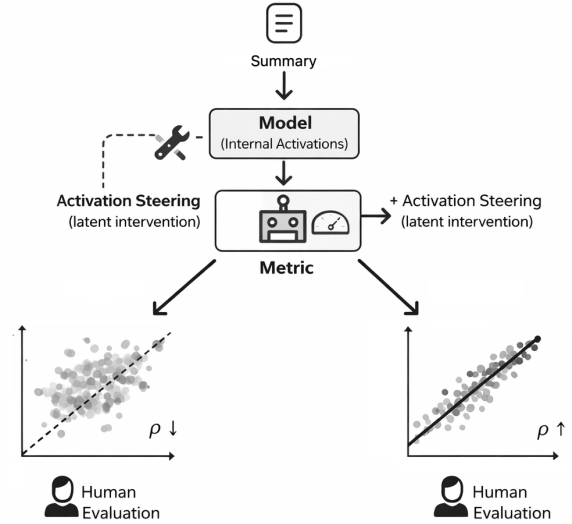 Summary
Model
(Internal Activations)
Activation Steering
(latent intervention)
+ Activation Steering
(latent intervention)
Metric
ρ ↓
ρ ↑
Human
Evaluation
Human
Evaluation